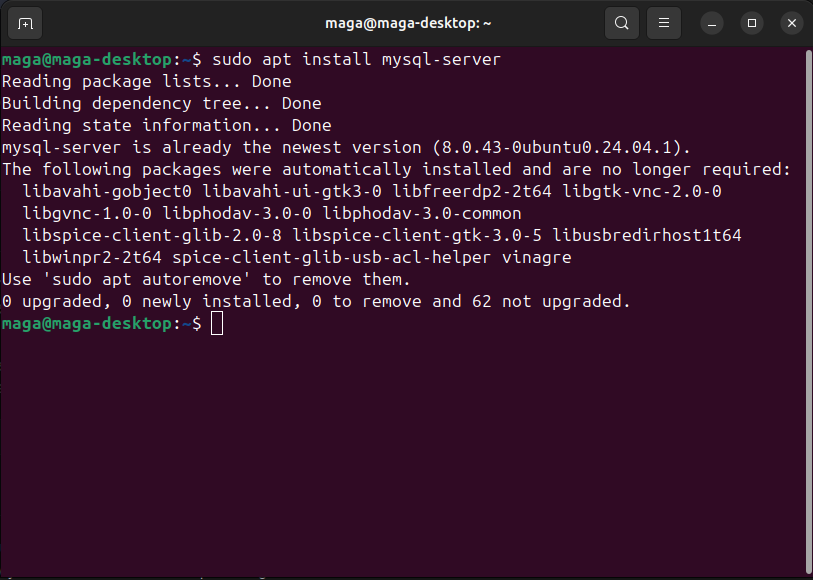 maga@maga-desktop: ~
maga@maga-desktop:~$ sudo apt install mysql-server
Reading package lists... Done
Building dependency tree... Done
Reading state information... Done
mysql-server is already the newest version (8.0.43-0ubuntu0.24.04.1).
The following packages were automatically installed and are no longer required:
  libavahi-gobject0 libavahi-ui-gtk3-0 libfreerdp2-2t64 libgtk-vnc-2.0-0
  libgvnc-1.0-0 libphodav-3.0-0 libphodav-3.0-common
  libspice-client-glib-2.0-8 libspice-client-gtk-3.0-5 libusbredirhost1t64
  libwinpr2-2t64 spice-client-glib-usb-acl-helper vinagre
Use 'sudo apt autoremove' to remove them.
0 upgraded, 0 newly installed, 0 to remove and 62 not upgraded.
maga@maga-desktop:~$